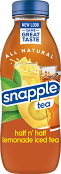 NEW LOOK
SAME
GREAT
TASTE
ALL NATURAL
snapple
tea
half n' half
lemonade iced tea